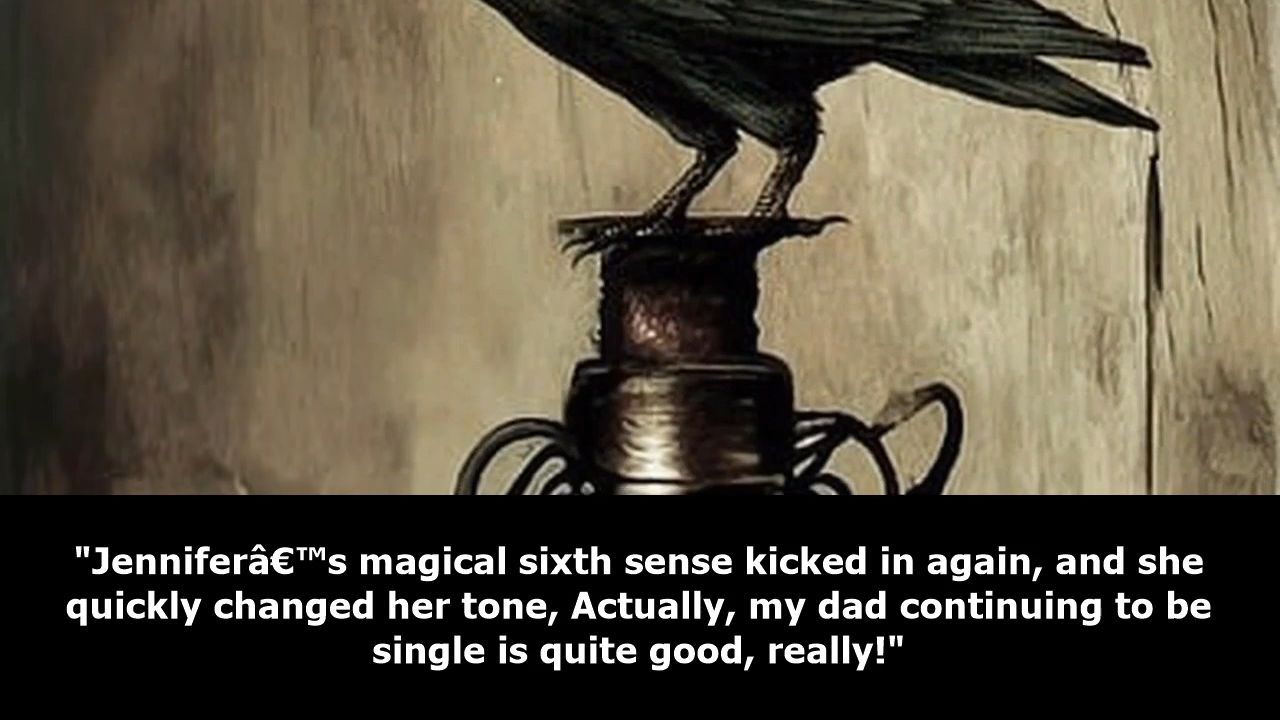 "Jenniferâ€™s magical sixth sense kicked in again, and she
quickly changed her tone, Actually, my dad continuing to be
single is quite good, really!"